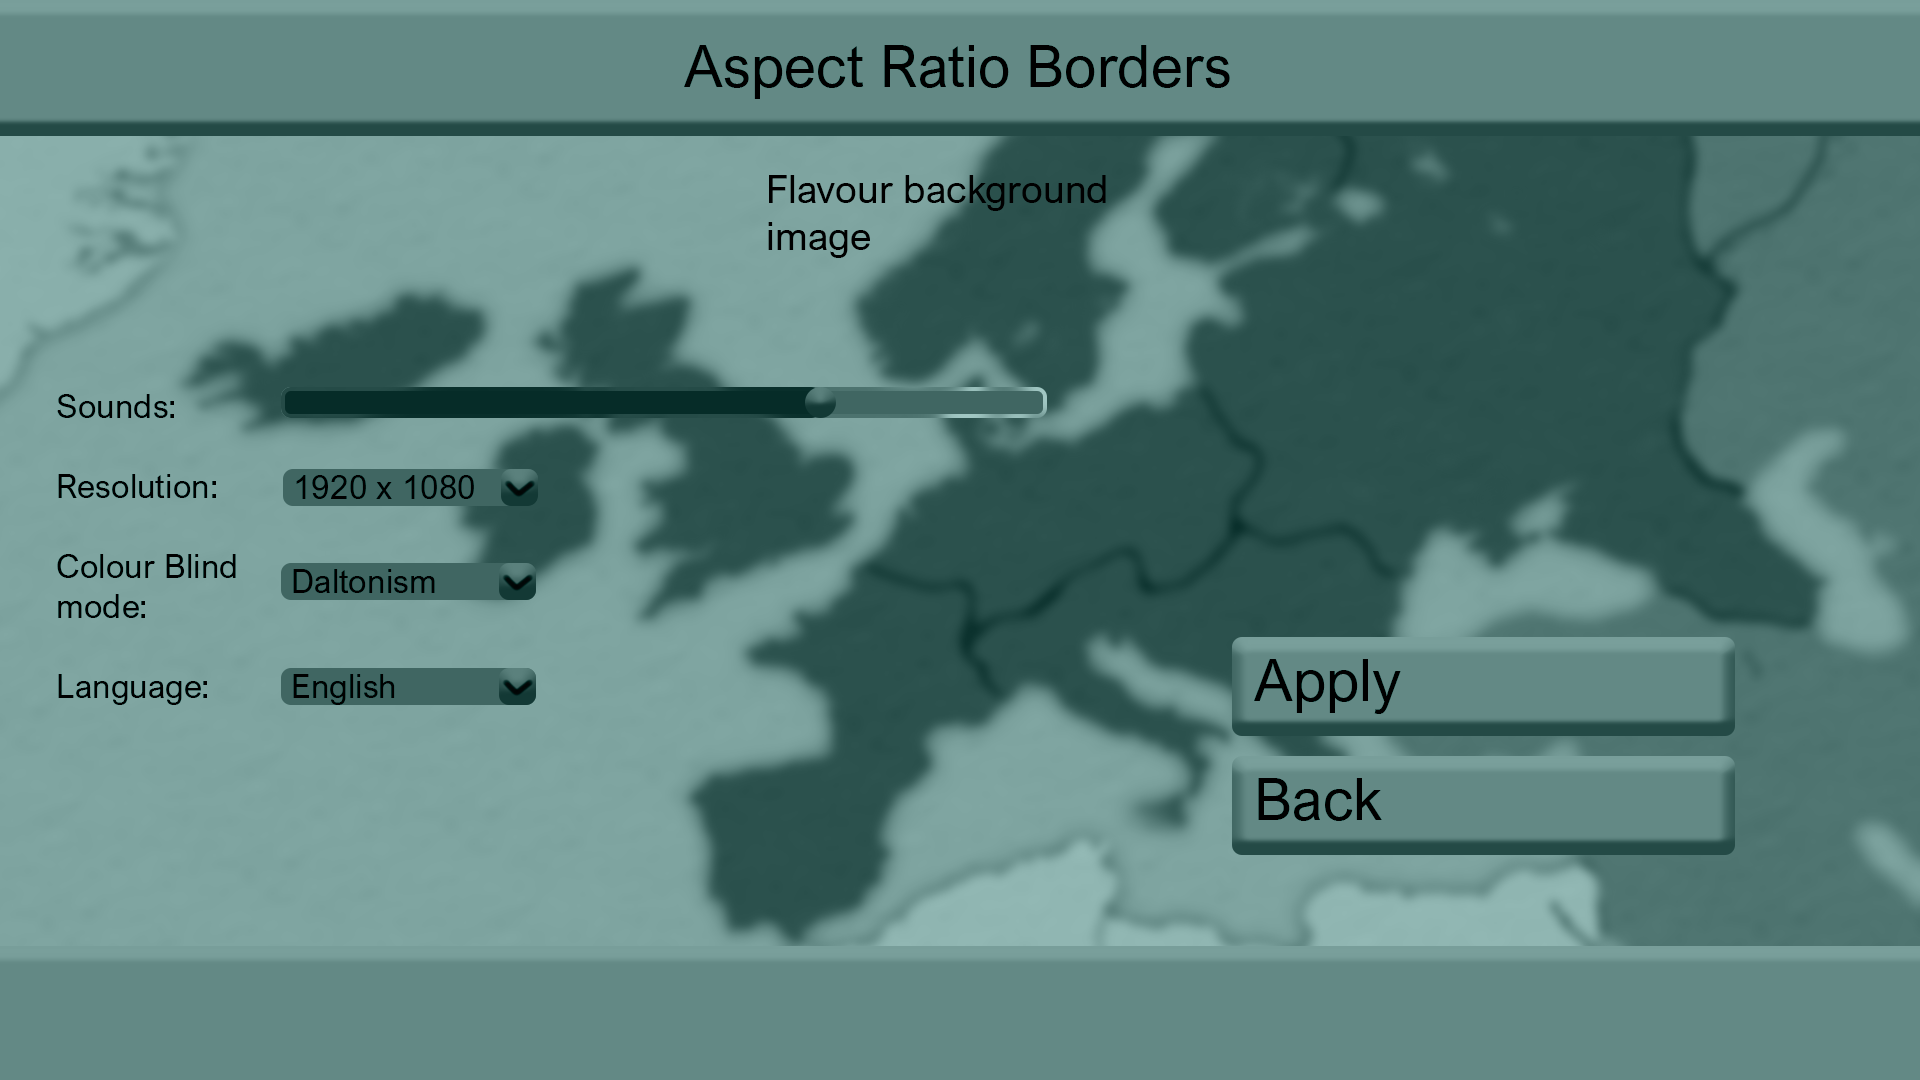 Aspect Ratio Borders
Flavour background
image
Sounds:
Resolution: 1920 x 1080
Colour Blind
mode: Daltonism
Language: English
Apply
Back